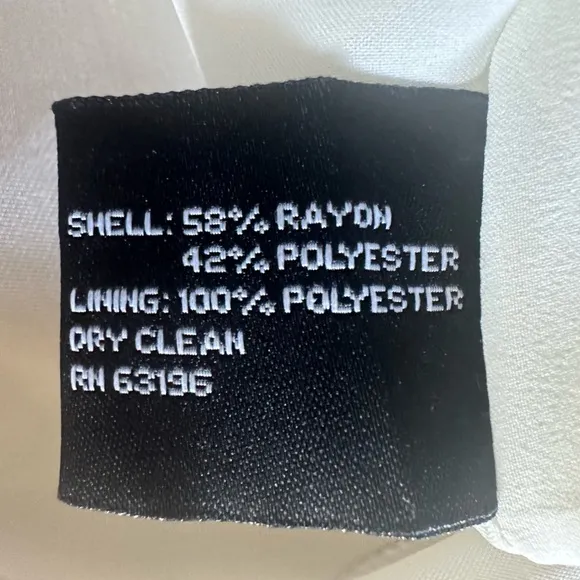 SHELL: 58% RAYON
42% POLYESTER
LINING: 100% POLYESTER
DRY CLEAN
RN 63196